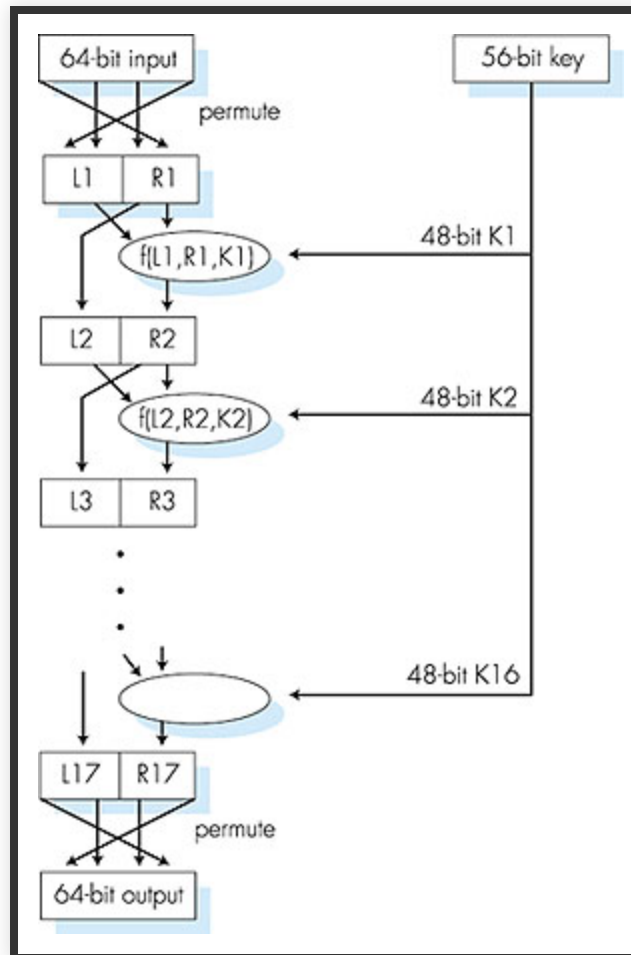 64-bit input
56-bit key
permute
L1 R1
48-bit K1
f(L1,R1,K1)
L2 R2
48-bit K2
f(L2,R2,K2)
L3 R3
48-bit K16
L17 R17
permute
64-bit output